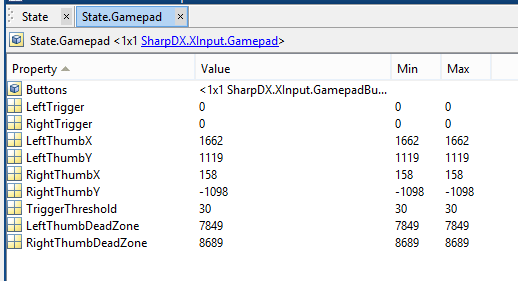 State × State.Gamepad ×
State.Gamepad <1x1 SharpDX.XInput.Gamepad>
Property Value Min Max
Buttons <1x1 SharpDX.XInput.GamepadBu...
LeftTrigger 0 0 0
RightTrigger 0 0 0
LeftThumbX 1662 1662 1662
LeftThumbY 1119 1119 1119
RightThumbX 158 158 158
RightThumbY -1098 -1098 -1098
TriggerThreshold 30 30 30
LeftThumbDeadZone 7849 7849 7849
RightThumbDeadZone 8689 8689 8689